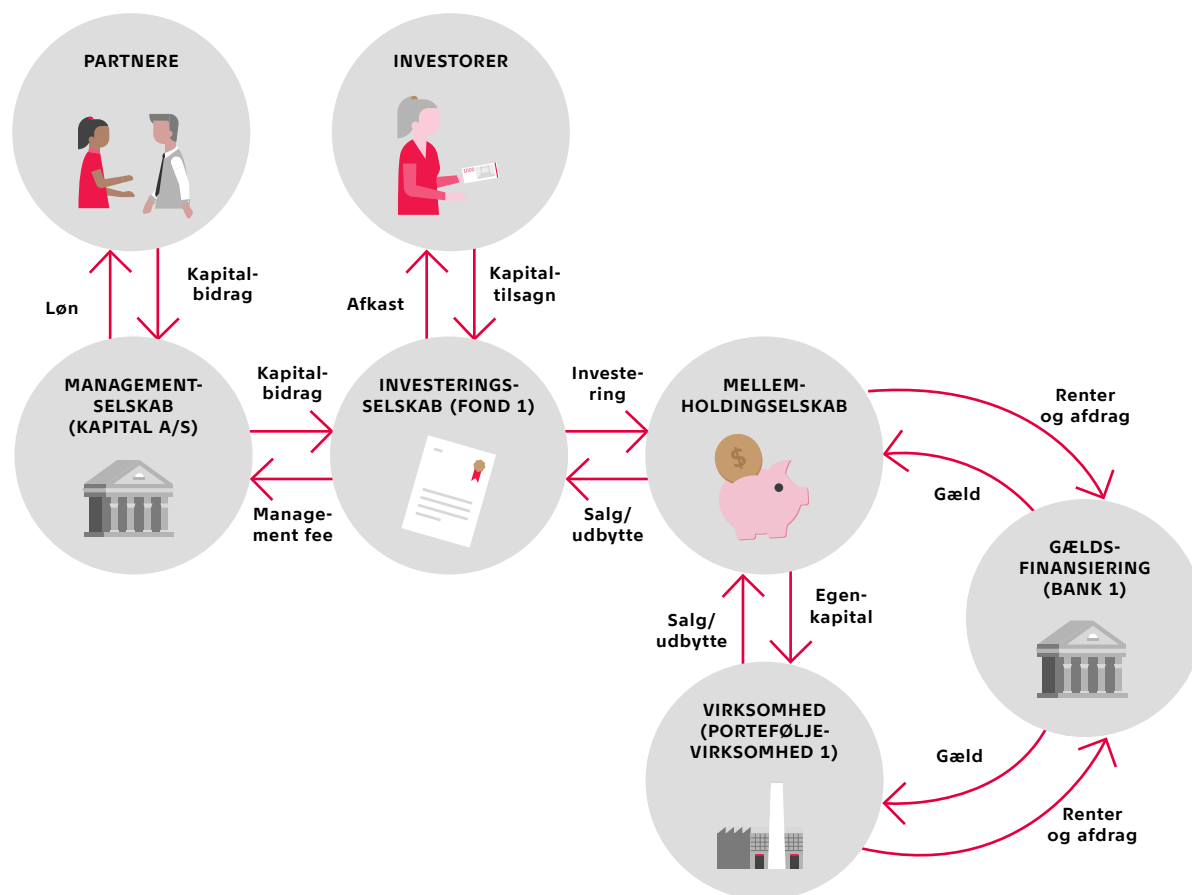 PARTNERE
INVESTORER
Løn
Kapital-
bidrag
Afkast
Kapital-
tilsagn
MANAGEMENT-
SELSKAB
(KAPITAL A/S)
Kapital-
bidrag
Manage-
ment fee
INVESTERINGS-
SELSKAB (FOND 1)
1000
Investe-
ring
Salg/
udbytte
MELLEM-
HOLDINGSELSKAB
$
Renter
og afdrag
Gæld
GÆLDS-
FINANSIERING
(BANK 1)
Salg/
udbytte
Egen-
kapital
VIRKSOMHED
(PORTEFØLJE-
VIRKSOMHED 1)
Gæld
Renter
og afdrag